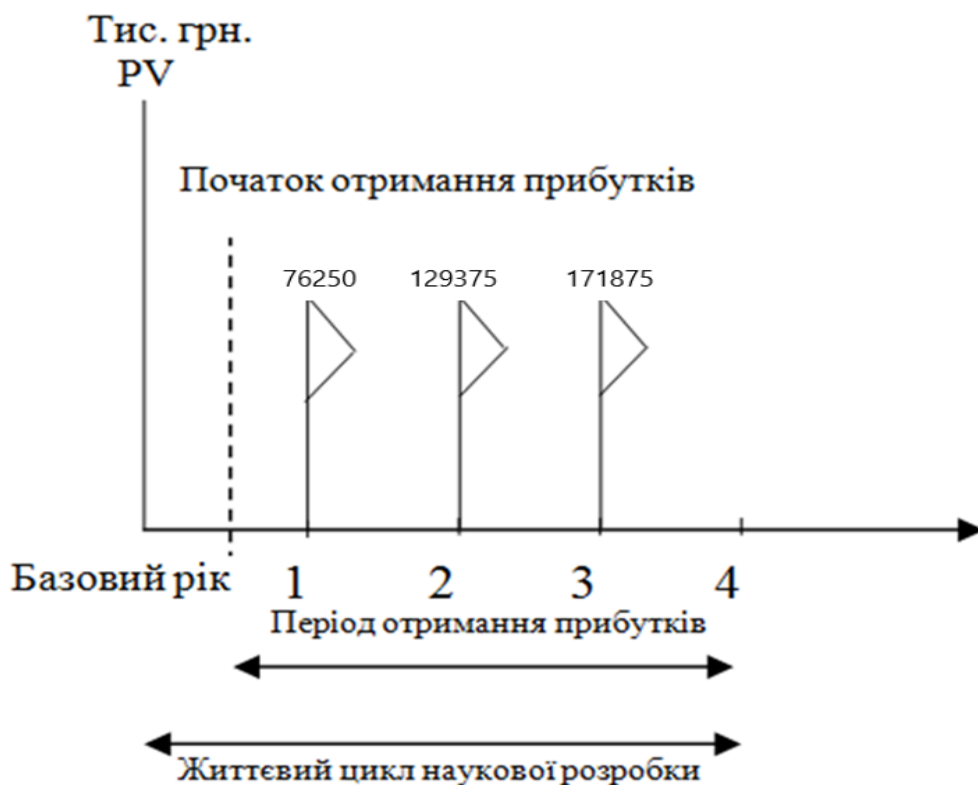 Тис. грн.
PV
Початок отримання прибутків
76250 129375 171875
Базовий рік 1 2 3 4
Період отримання прибутків
Життєвий цикл наукової розробки